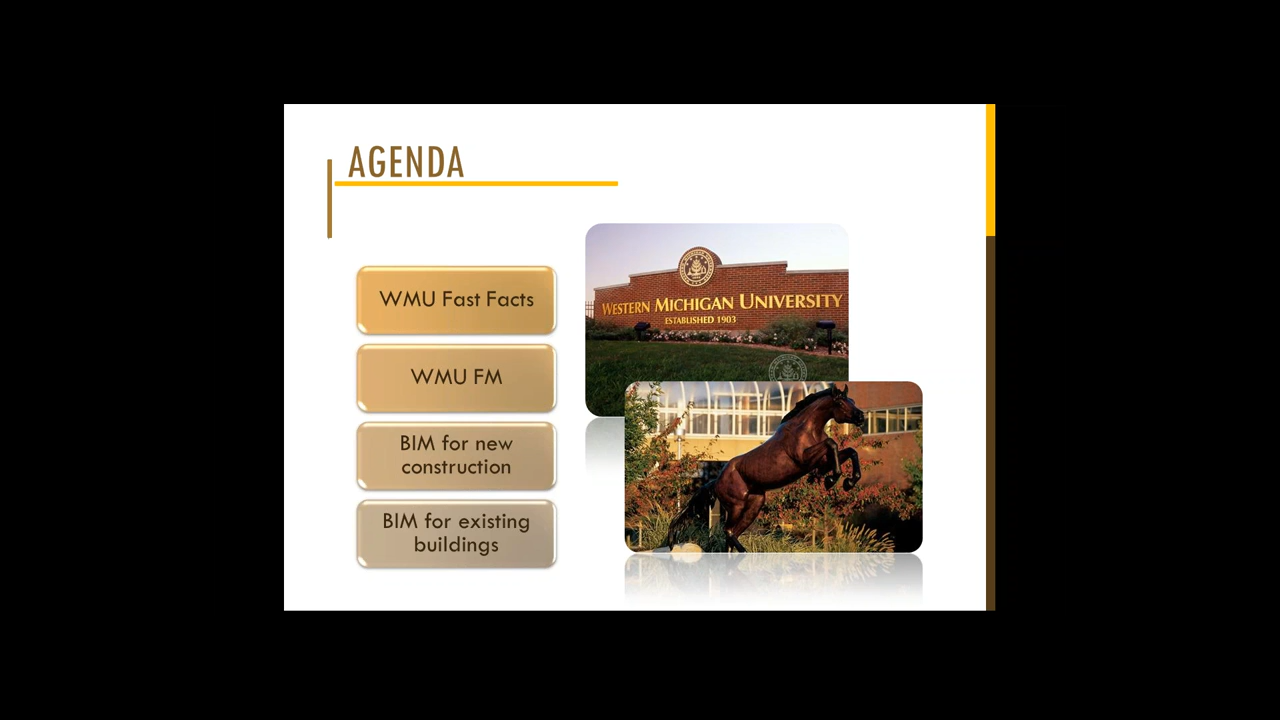 AGENDA
WMU Fast Facts
WMU FM
BIM for new
construction
BIM for existing
buildings
WESTERN MICHIGAN UNIVERSITY
ESTABLISHED 1903